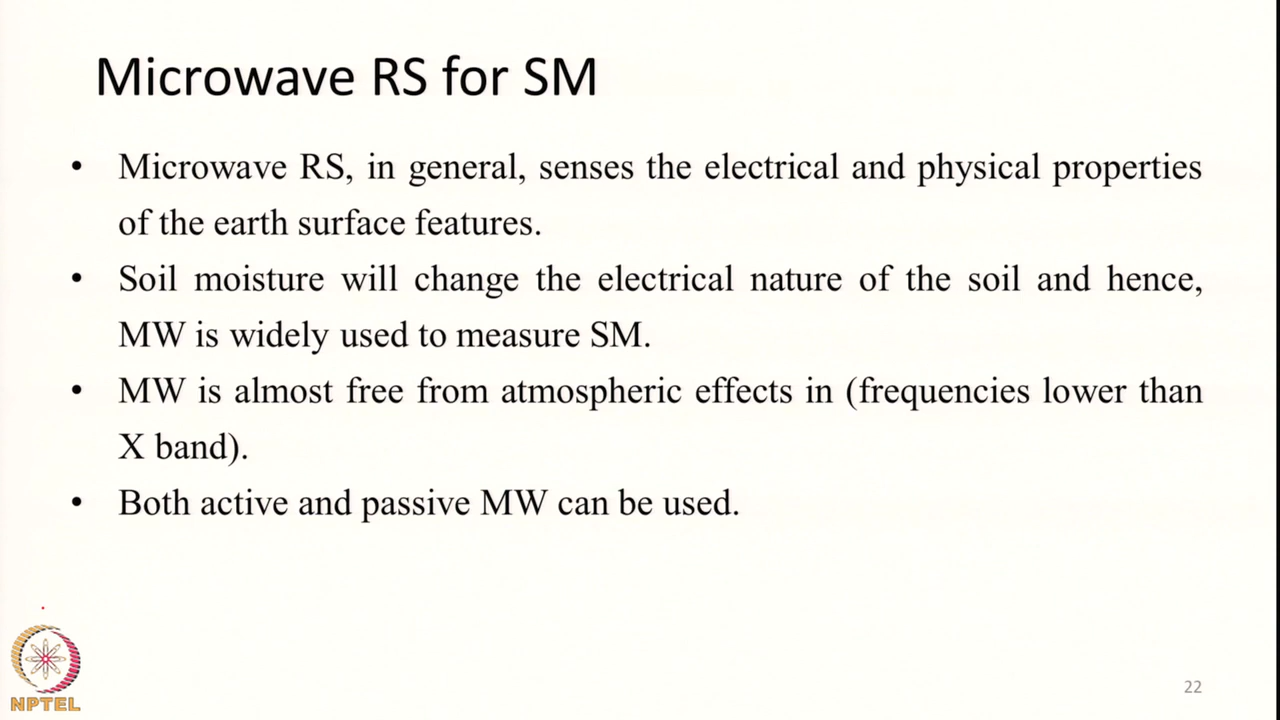 Microwave RS for SM
• Microwave RS, in general, senses the electrical and physical properties
of the earth surface features.
• Soil moisture will change the electrical nature of the soil and hence,
MW is widely used to measure SM.
• MW is almost free from atmospheric effects in (frequencies lower than
X band).
• Both active and passive MW can be used.
NPTEL
22